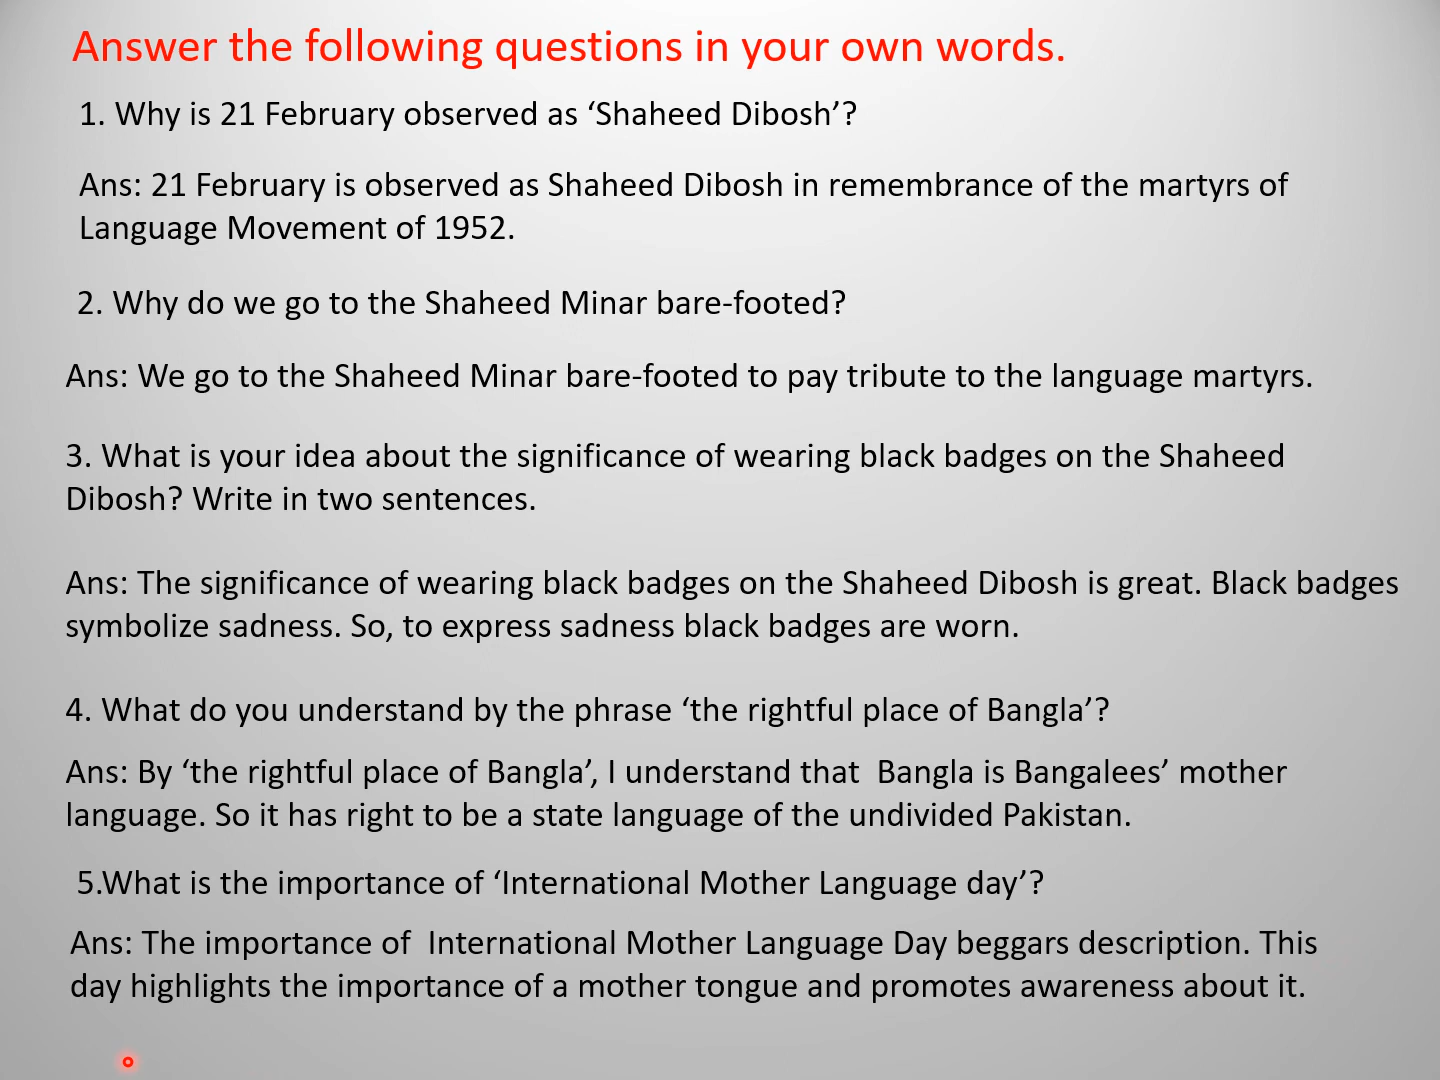 Answer the following questions in your own words.
1. Why is 21 February observed as ‘Shaheed Dibosh’?
Ans: 21 February is observed as Shaheed Dibosh in remembrance of the martyrs of
Language Movement of 1952.
2. Why do we go to the Shaheed Minar bare-footed?
Ans: We go to the Shaheed Minar bare-footed to pay tribute to the language martyrs.
3. What is your idea about the significance of wearing black badges on the Shaheed
Dibosh? Write in two sentences.
Ans: The significance of wearing black badges on the Shaheed Dibosh is great. Black badges
symbolize sadness. So, to express sadness black badges are worn.
4. What do you understand by the phrase ‘the rightful place of Bangla’?
Ans: By ‘the rightful place of Bangla’, I understand that  Bangla is Bangalees’ mother
language. So it has right to be a state language of the undivided Pakistan.
5.What is the importance of ‘International Mother Language day’?
Ans: The importance of  International Mother Language Day beggars description. This
day highlights the importance of a mother tongue and promotes awareness about it.